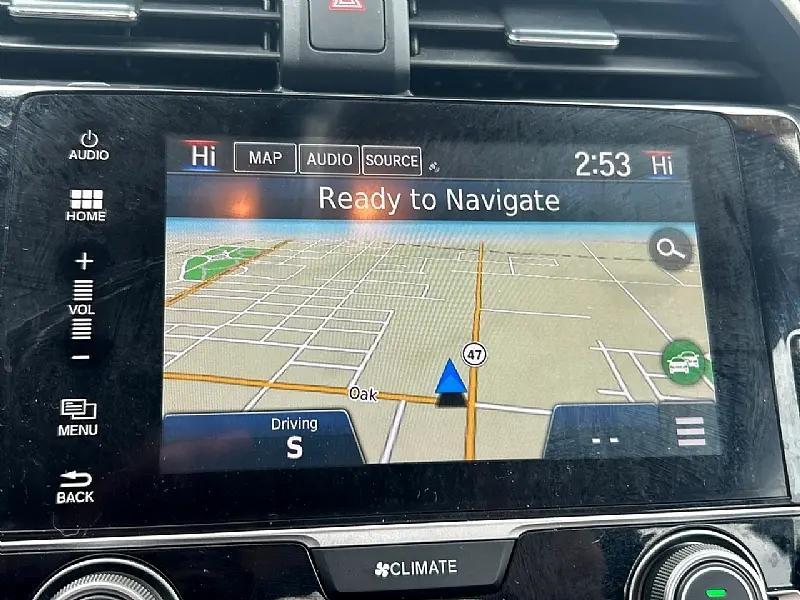 AUDIO
HOME
+
VOL
−
MENU
BACK
Hi MAP AUDIO SOURCE 2:53 Hi
Ready to Navigate
47
Oak
Driving
S
--
CLIMATE